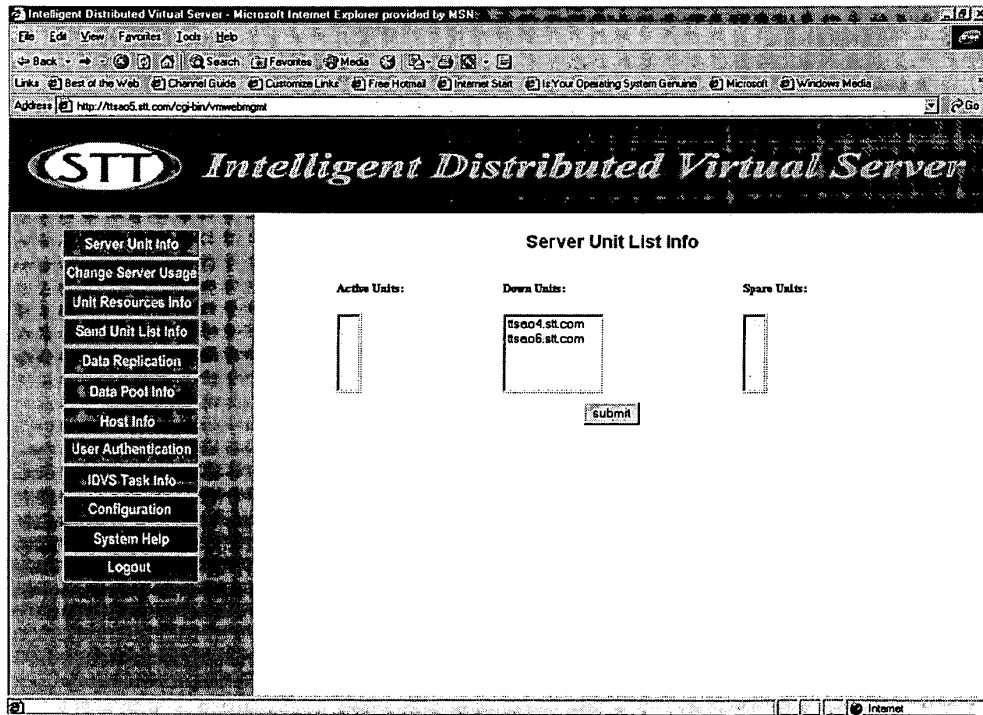 Intelligent Distributed Virtual Server - Microsoft Internet Explorer provided by MSN
File Edit View Favorites Tools Help
Back Search Favorites Media
Links Best of the Web Channel Guide Customize Links Free Hotmail Internet Start Is Your Operating System Genuine Microsoft Windows Media
Address http://ttsao5.stt.com/cgi-bin/vmwebmgmt Go
STT Intelligent Distributed Virtual Server
Server Unit Info
Change Server Usage
Unit Resources Info
Send Unit List Info
Data Replication
Data Pool Info
Host Info
User Authentication
IDVS Task Info
Configuration
System Help
Logout
Server Unit List Info
Active Units: Down Units: Spare Units:
ttsao4.stt.com
ttsao6.stt.com
submit
Internet